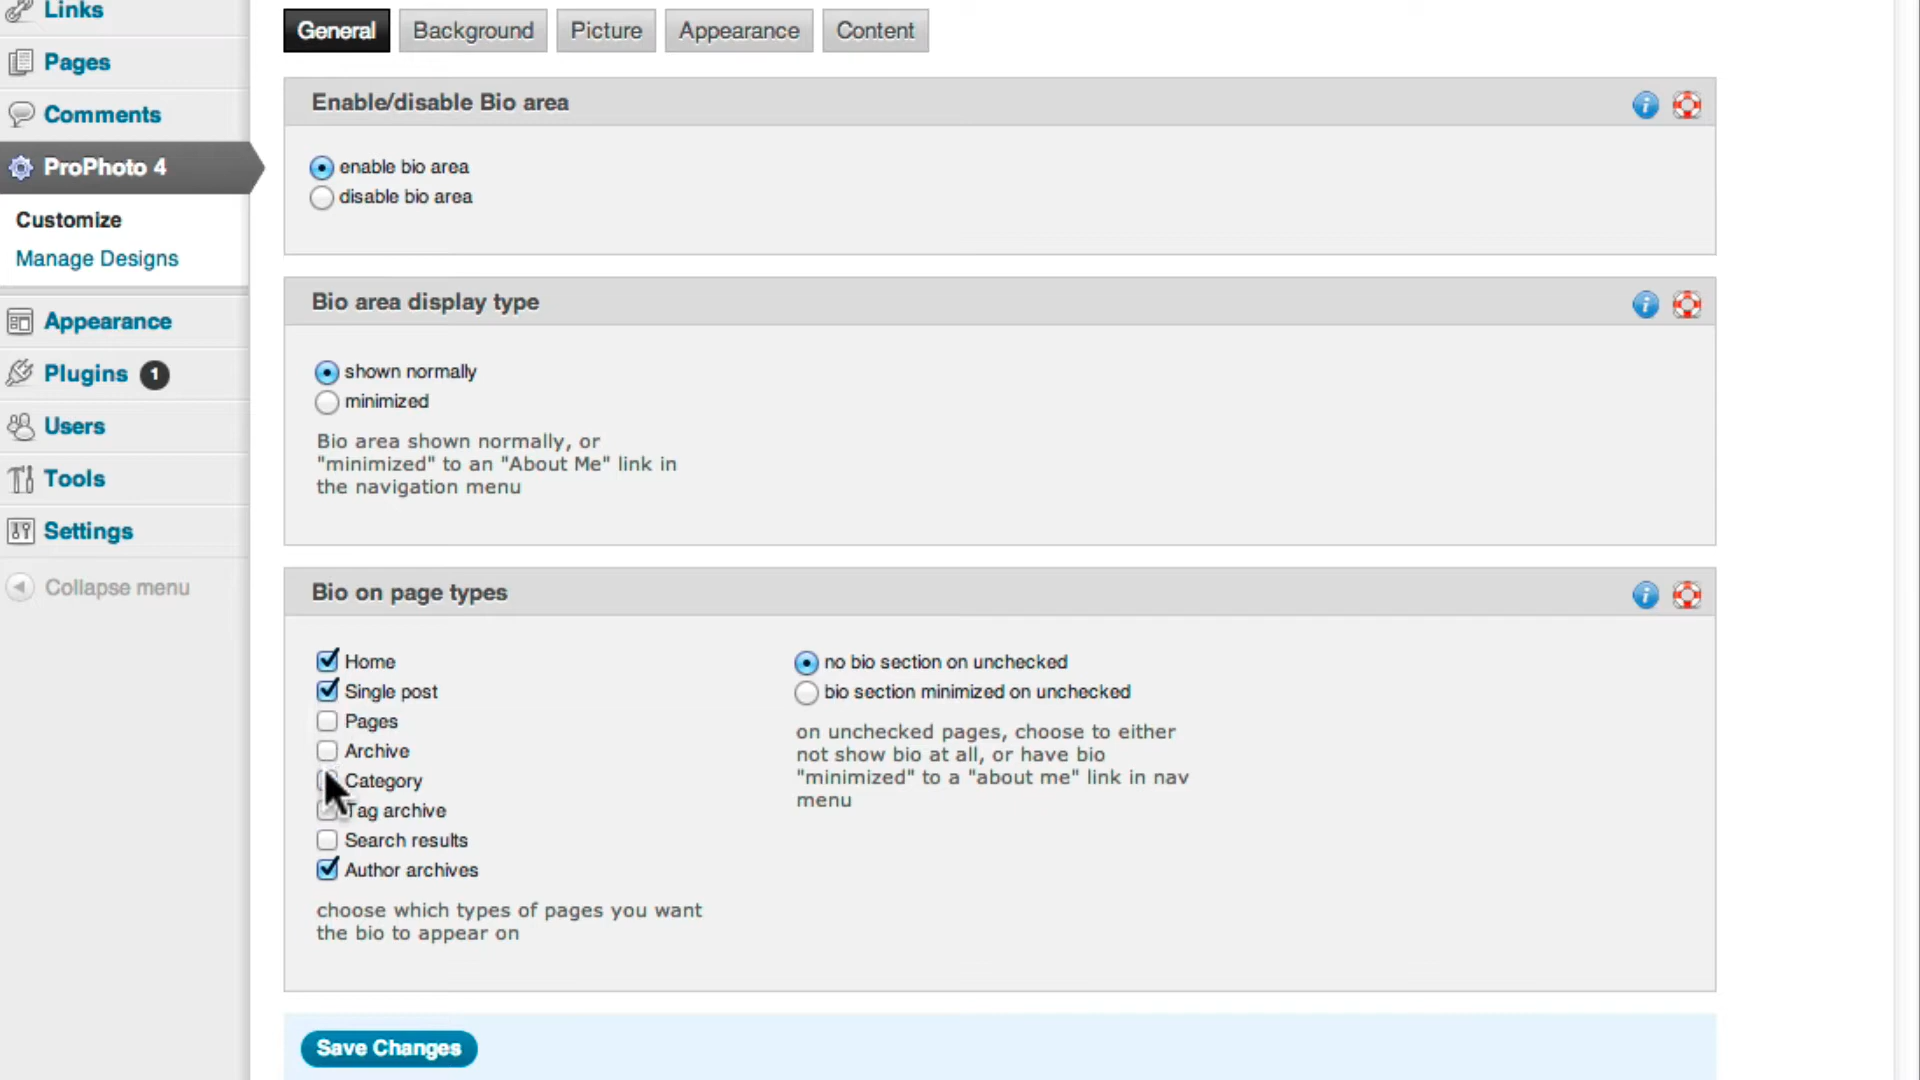 Links
Pages
Comments
ProPhoto 4
Customize
Manage Designs
Appearance
Plugins 1
Users
Tools
Settings
Collapse menu
General Background Picture Appearance Content
Enable/disable Bio area
enable bio area
disable bio area
Bio area display type
shown normally
minimized
Bio area shown normally, or
"minimized" to an "About Me" link in
the navigation menu
Bio on page types
Home
Single post
Pages
Archive
Category
Tag archive
Search results
Author archives
choose which types of pages you want
the bio to appear on
no bio section on unchecked
bio section minimized on unchecked
on unchecked pages, choose to either
not show bio at all, or have bio
"minimized" to a "about me" link in nav
menu
Save Changes